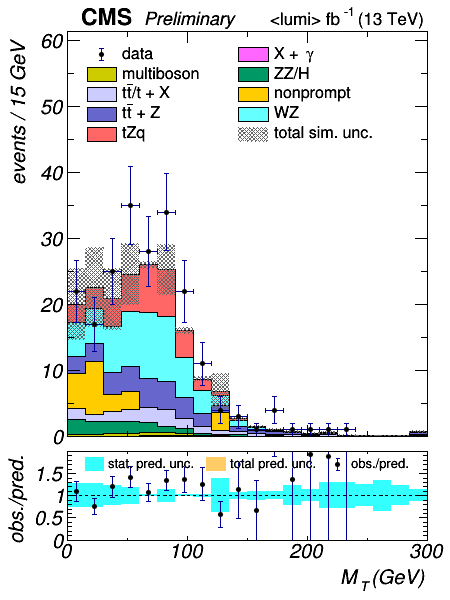 CMS Preliminary <lumi> fb⁻¹ (13 TeV)
events / 15 GeV
60
50
40
30
20
10
0
data
multiboson
tt̄/t + X
tt̄ + Z
tZq
X + γ
ZZ/H
nonprompt
WZ
total sim. unc.
obs./pred.
1.5
1
0.5
0
stat. pred. unc.
total pred. unc.
obs./pred.
0 100 200 300
M_T(GeV)